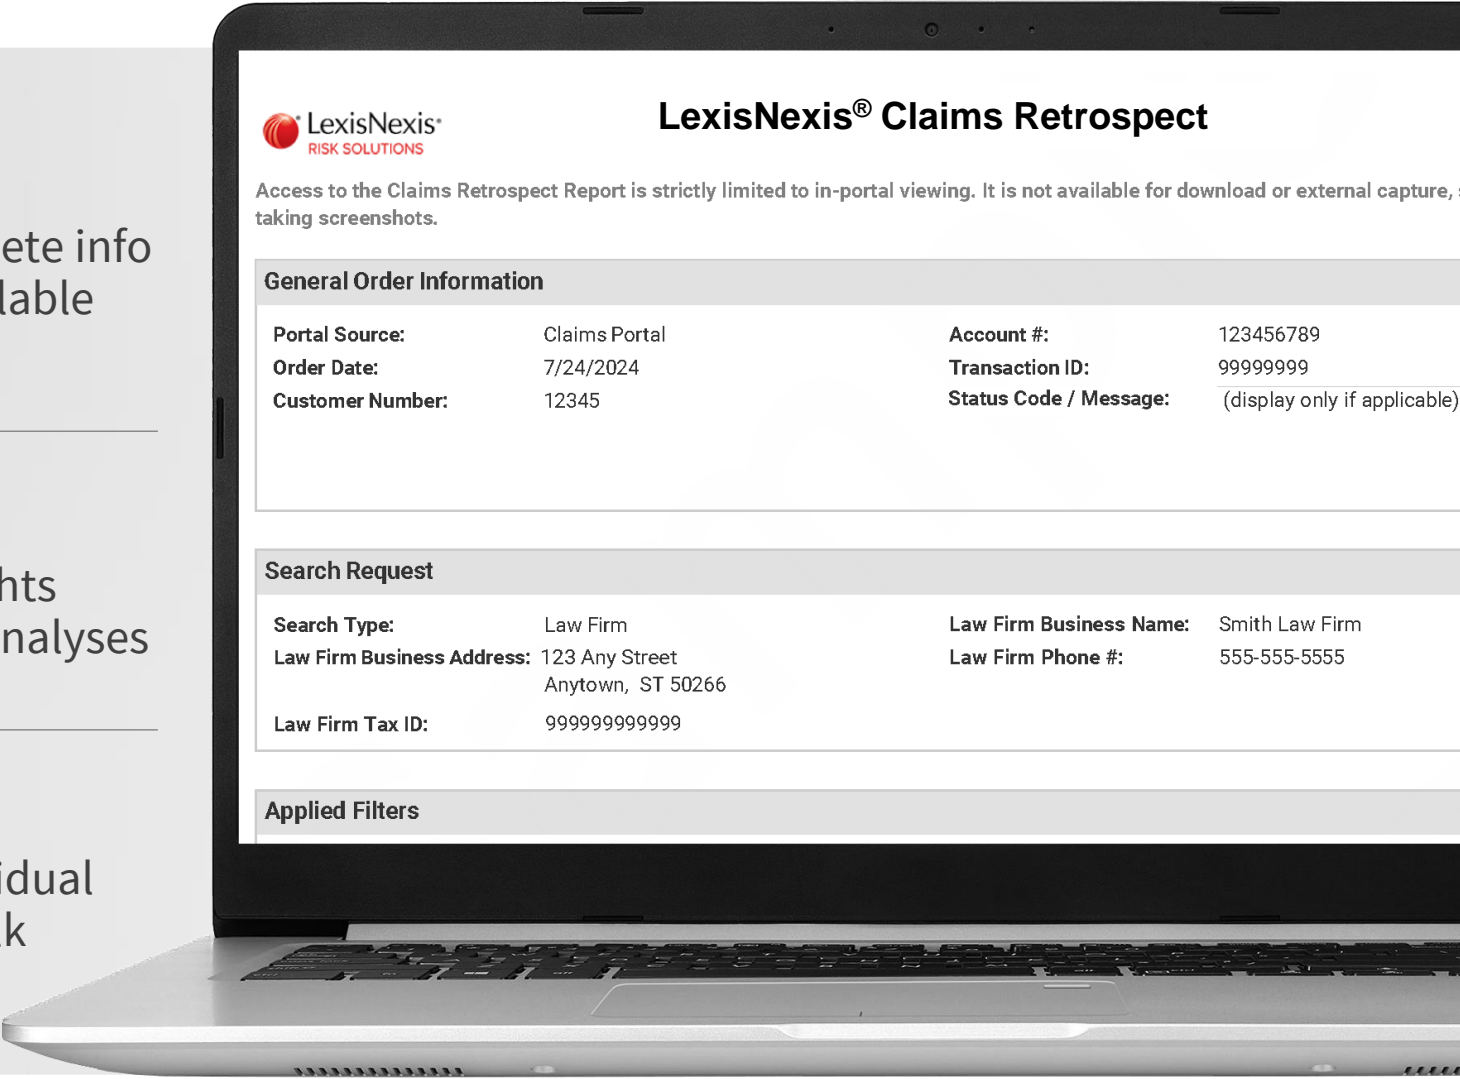 ete info
lable
hts
nalyses
idual
k
LexisNexis®
RISK SOLUTIONS
LexisNexis® Claims Retrospect
Access to the Claims Retrospect Report is strictly limited to in-portal viewing. It is not available for download or external capture,
taking screenshots.
General Order Information
Portal Source: Claims Portal Account #: 123456789
Order Date: 7/24/2024 Transaction ID: 99999999
Customer Number: 12345 Status Code / Message: (display only if applicable)
Search Request
Search Type: Law Firm Law Firm Business Name: Smith Law Firm
Law Firm Business Address: 123 Any Street Law Firm Phone #: 555-555-5555
Anytown, ST 50266
Law Firm Tax ID: 999999999999
Applied Filters